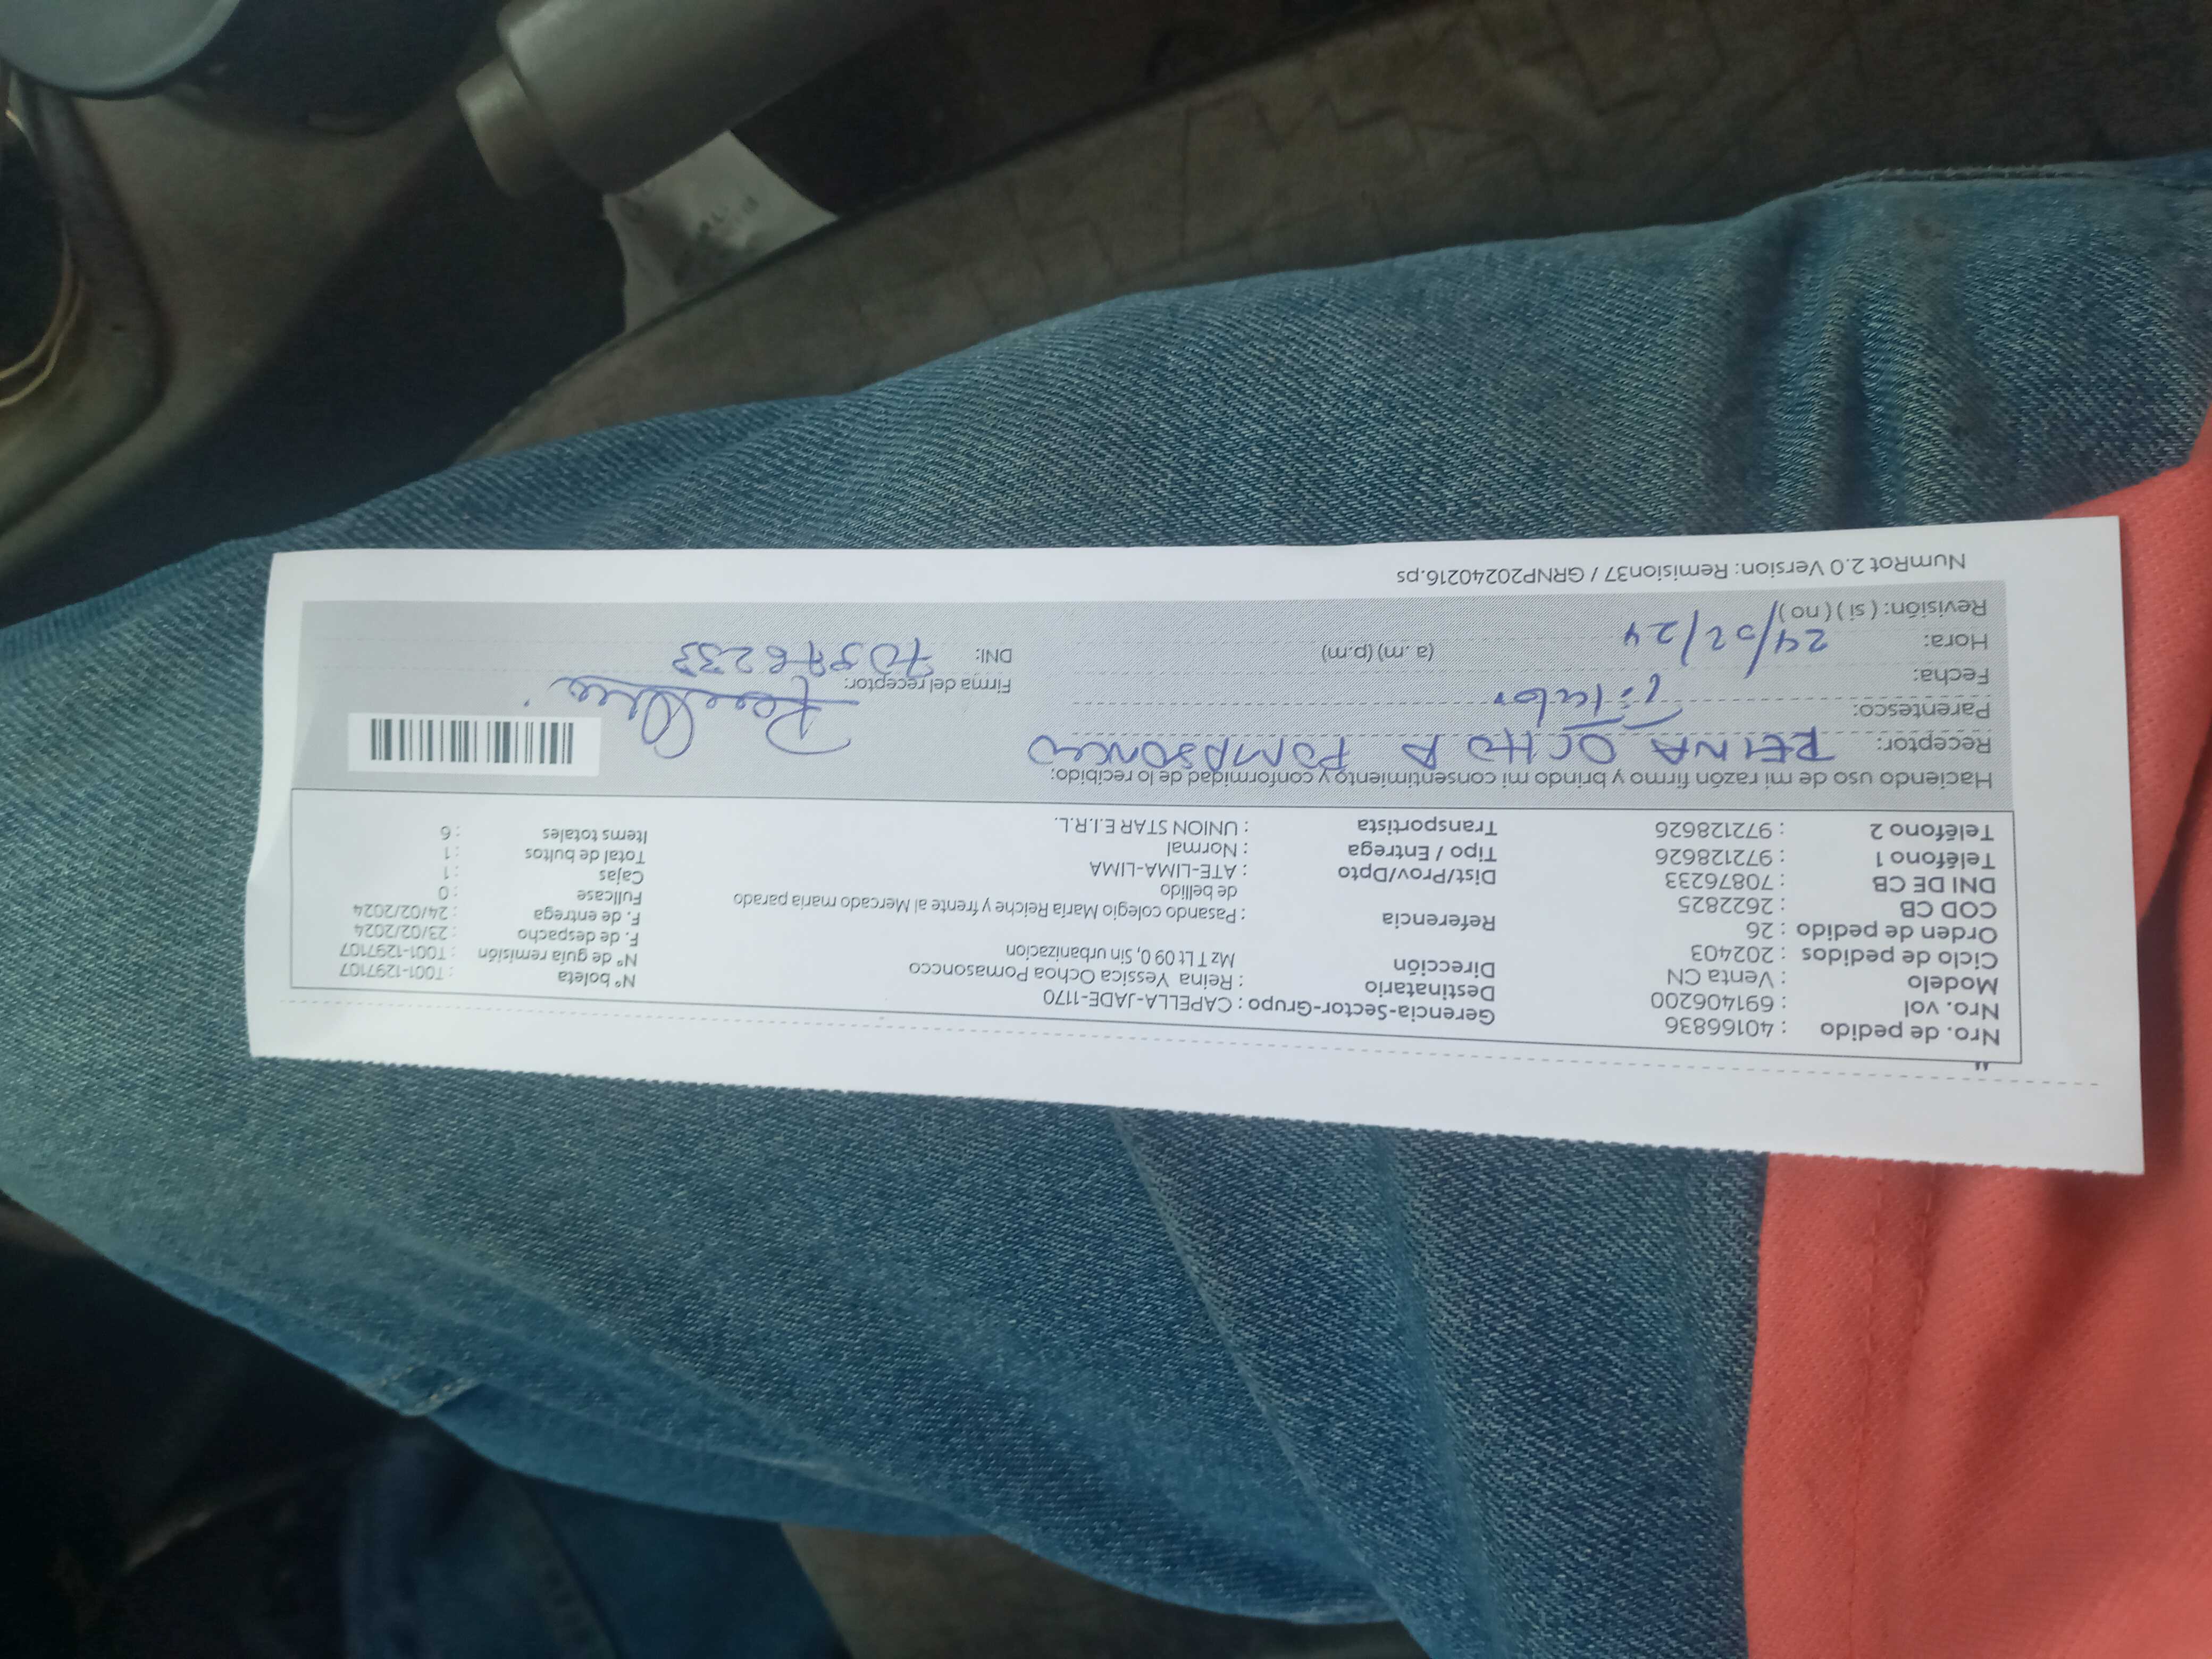 Nro. de pedido : 40166836
Nro. vol : 691406200
Modelo : Venta CN
Ciclo de pedidos : 202403
Orden de pedido : 26
COD CB : 2622825
DNI DE CB : 70876233
Teléfono 1 : 972128626
Teléfono 2 : 972128626
Gerencia-Sector-Grupo : CAPELLA-JADE-1170
Destinatario : Reina Yessica Ochoa Pomasoncco
Dirección Mz T Lt 09 0, Sin urbanizacion
Referencia : Pasando colegio María Reiche y frente al Mercado maria parado
de bellido
Dist/Prov/Dpto : ATE-LIMA-LIMA
Tipo / Entrega : Normal
Transportista : UNION STAR E.I.R.L.
N° boleta : T001-1297107
N° de guía remisión : T001-1297107
F. de despacho : 23/02/2024
F. de entrega : 24/02/2024
Fullcase : 0
Cajas : 1
Total de bultos : 1
Items totales : 6
Haciendo uso de mi razón firmo y brindo mi consentimiento y conformidad de lo recibido:
Receptor: REINA OCHOA POMASONCO
Parentesco: Titular
Fecha:
Hora: 24/02/24 (a .m) (p.m)
Revisión: ( si ) ( no )
Firma del receptor:
DNI: 70876233
NumRot 2.0 Version: Remision37 / GRNP20240216.ps